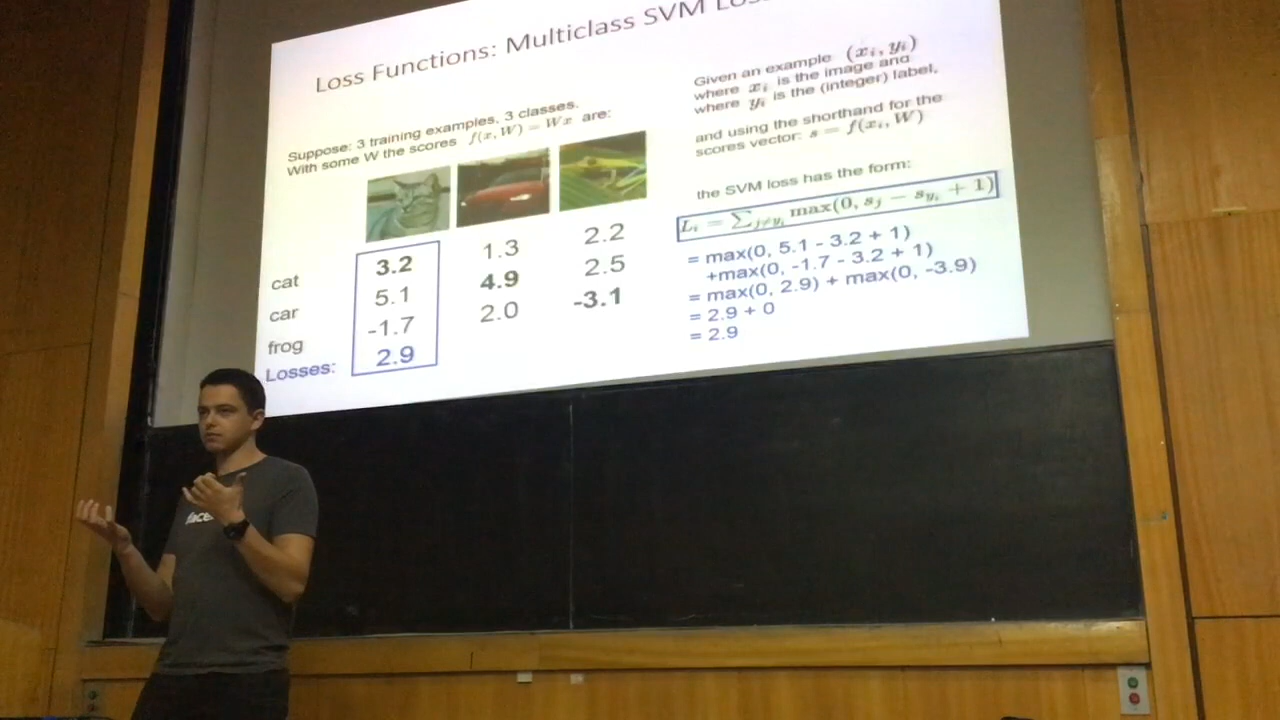 Loss Functions: Multiclass SVM
Suppose: 3 training examples, 3 classes.
With some W the scores f(x, W) = Wx are:
cat 3.2 1.3 2.2
car 5.1 4.9 2.5
frog -1.7 2.0 -3.1
Losses: 2.9
Given an example (xᵢ, yᵢ)
where xᵢ is the image and
where yᵢ is the (integer) label,
and using the shorthand for the
scores vector: s = f(xᵢ, W)
the SVM loss has the form:
Lᵢ = ∑_{j≠yᵢ} max(0, sⱼ − s_{yᵢ} + 1)
= max(0, 5.1 - 3.2 + 1)
+max(0, -1.7 - 3.2 + 1)
= max(0, 2.9) + max(0, -3.9)
= 2.9 + 0
= 2.9